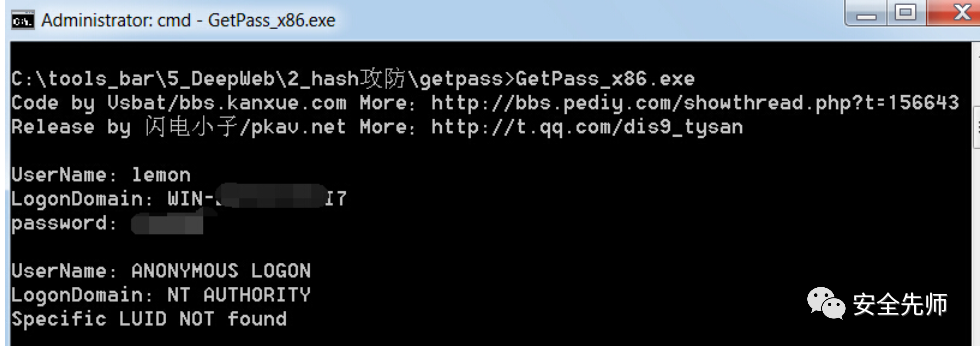 Administrator: cmd - GetPass_x86.exe
C:\tools_bar\5_DeepWeb\2_hash攻防\getpass>GetPass_x86.exe
Code by Vsbat/bbs.kanxue.com More: http://bbs.pediy.com/showthread.php?t=156643
Release by 闪电小子/pkav.net More: http://t.qq.com/dis9_tysan
UserName: lemon
LogonDomain: WIN- I7
password:
UserName: ANONYMOUS LOGON
LogonDomain: NT AUTHORITY
Specific LUID NOT found
安全先师